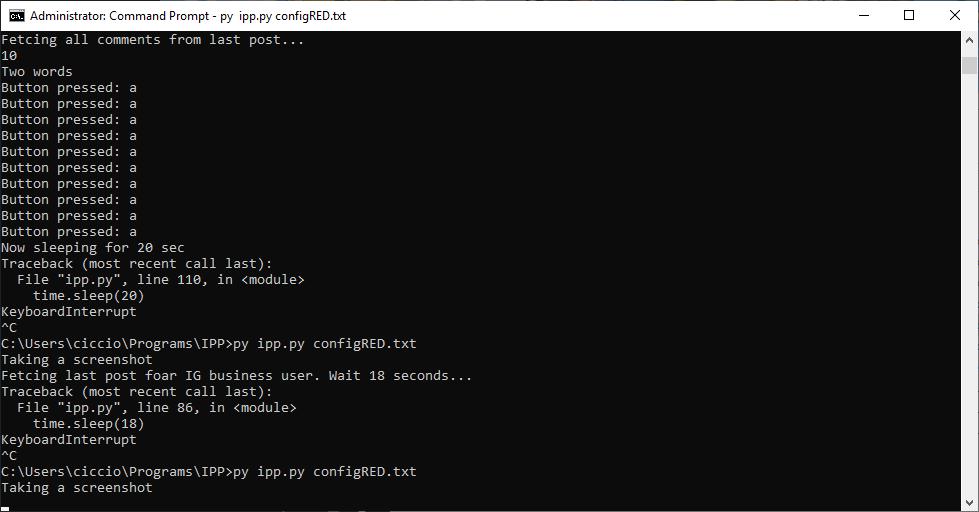 Administrator: Command Prompt - py  ipp.py configRED.txt
Fetcing all comments from last post...
10
Two words
Button pressed: a
Button pressed: a
Button pressed: a
Button pressed: a
Button pressed: a
Button pressed: a
Button pressed: a
Button pressed: a
Button pressed: a
Button pressed: a
Now sleeping for 20 sec
Traceback (most recent call last):
  File "ipp.py", line 110, in <module>
    time.sleep(20)
KeyboardInterrupt
^C
C:\Users\ciccio\Programs\IPP>py ipp.py configRED.txt
Taking a screenshot
Fetcing last post foar IG business user. Wait 18 seconds...
Traceback (most recent call last):
  File "ipp.py", line 86, in <module>
    time.sleep(18)
KeyboardInterrupt
^C
C:\Users\ciccio\Programs\IPP>py ipp.py configRED.txt
Taking a screenshot